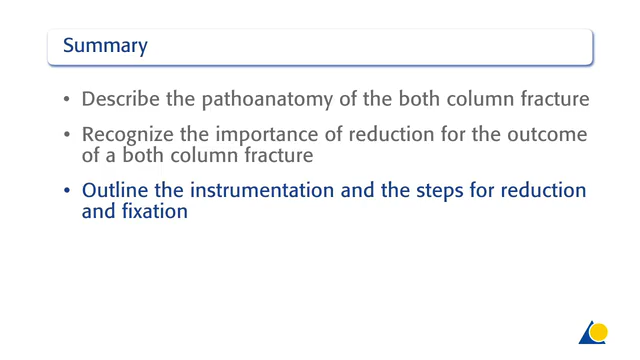 Summary
• Describe the pathoanatomy of the both column fracture
• Recognize the importance of reduction for the outcome
of a both column fracture
• Outline the instrumentation and the steps for reduction
and fixation